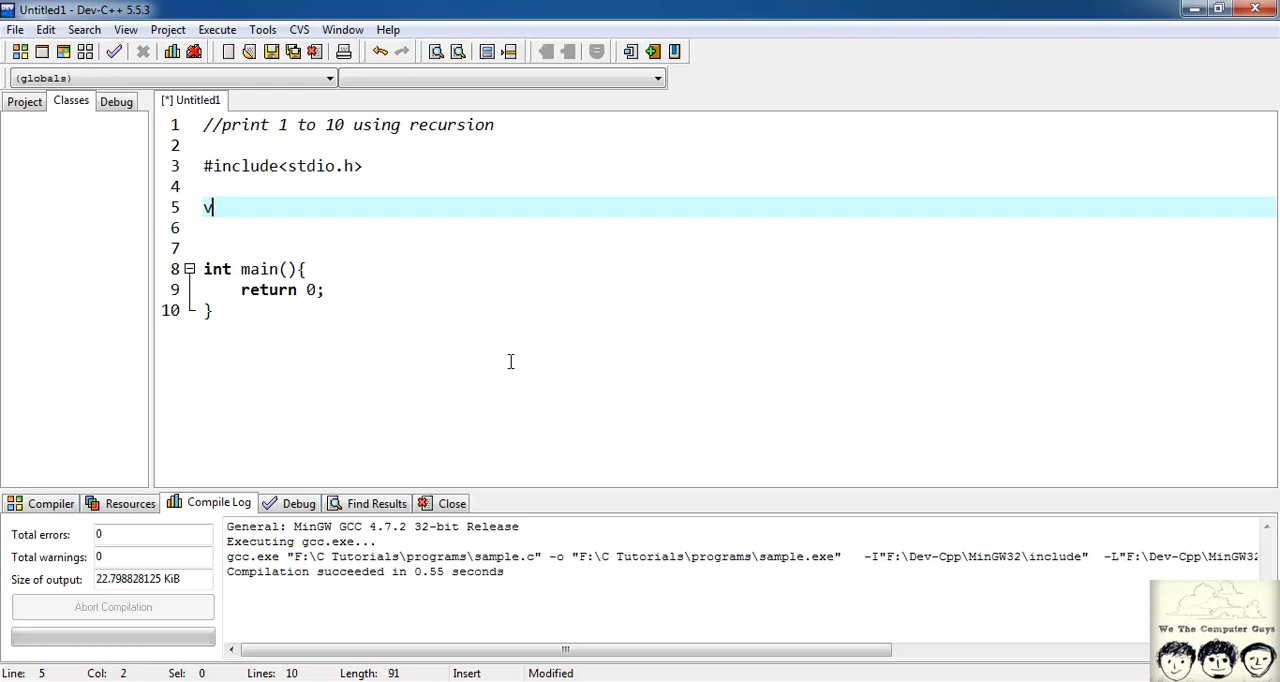 Untitled1 - Dev-C++ 5.5.3
File Edit Search View Project Execute Tools CVS Window Help
(globals)
Project Classes Debug [*] Untitled1
1 //print 1 to 10 using recursion
2
3 #include<stdio.h>
4
5 v
6
7
8 int main(){
9 return 0;
10 }
Compiler Resources Compile Log Debug Find Results Close
Total errors: 0
Total warnings: 0
Size of output: 22.798828125 KiB
Abort Compilation
General: MinGW GCC 4.7.2 32-bit Release
Executing gcc.exe...
gcc.exe "F:\C Tutorials\programs\sample.c" -o "F:\C Tutorials\programs\sample.exe" -I"F:\Dev-Cpp\MinGW32\include" -L"F:\Dev-Cpp\MinGW32
Compilation succeeded in 0.55 seconds
We The Computer Guys
Line: 5 Col: 2 Sel: 0 Lines: 10 Length: 91 Insert Modified